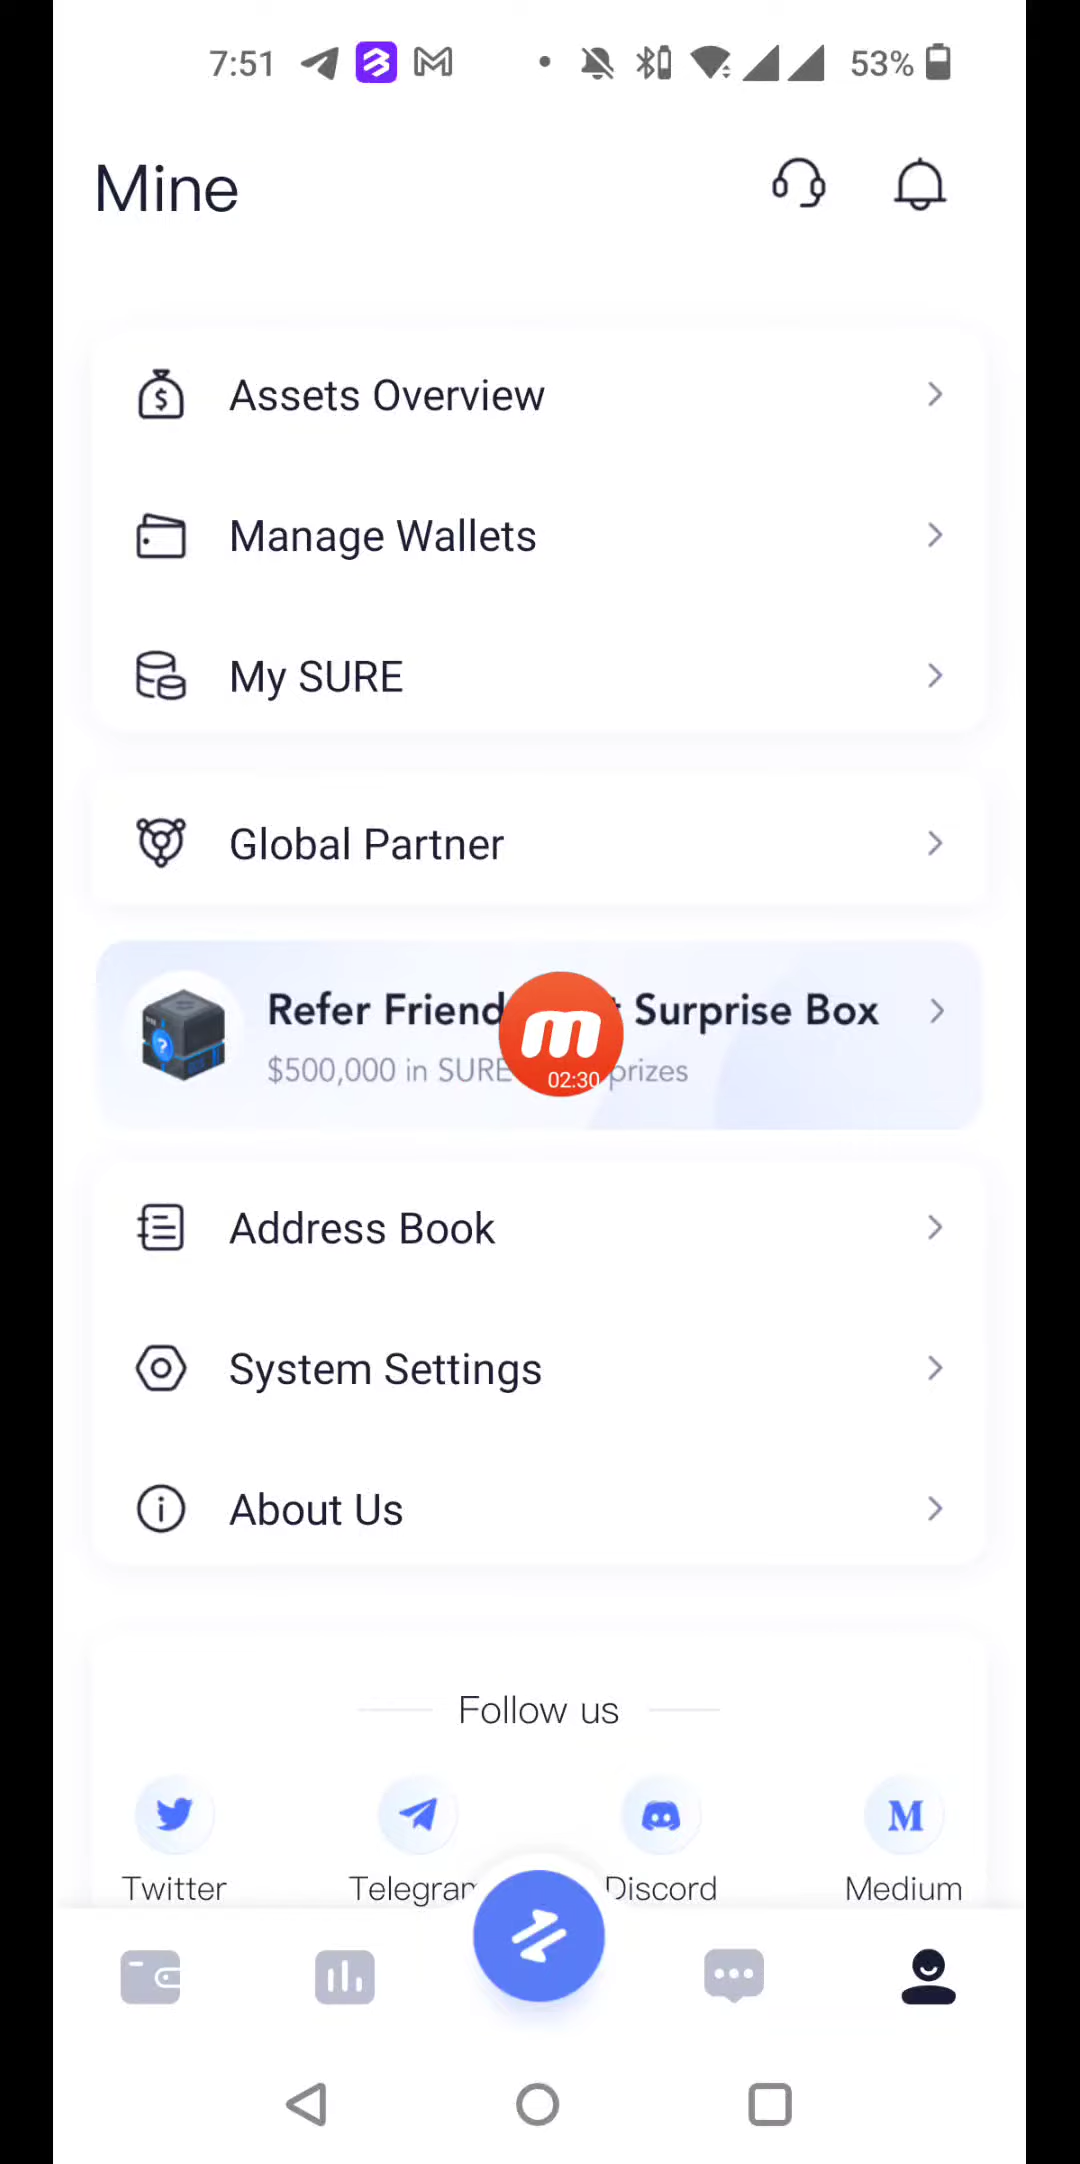 7:51 53%
Mine
Assets Overview
Manage Wallets
My SURE
Global Partner
Refer Friend Surprise Box
$500,000 in SURE prizes
02:30
Address Book
System Settings
About Us
Follow us
Twitter Telegram Discord Medium